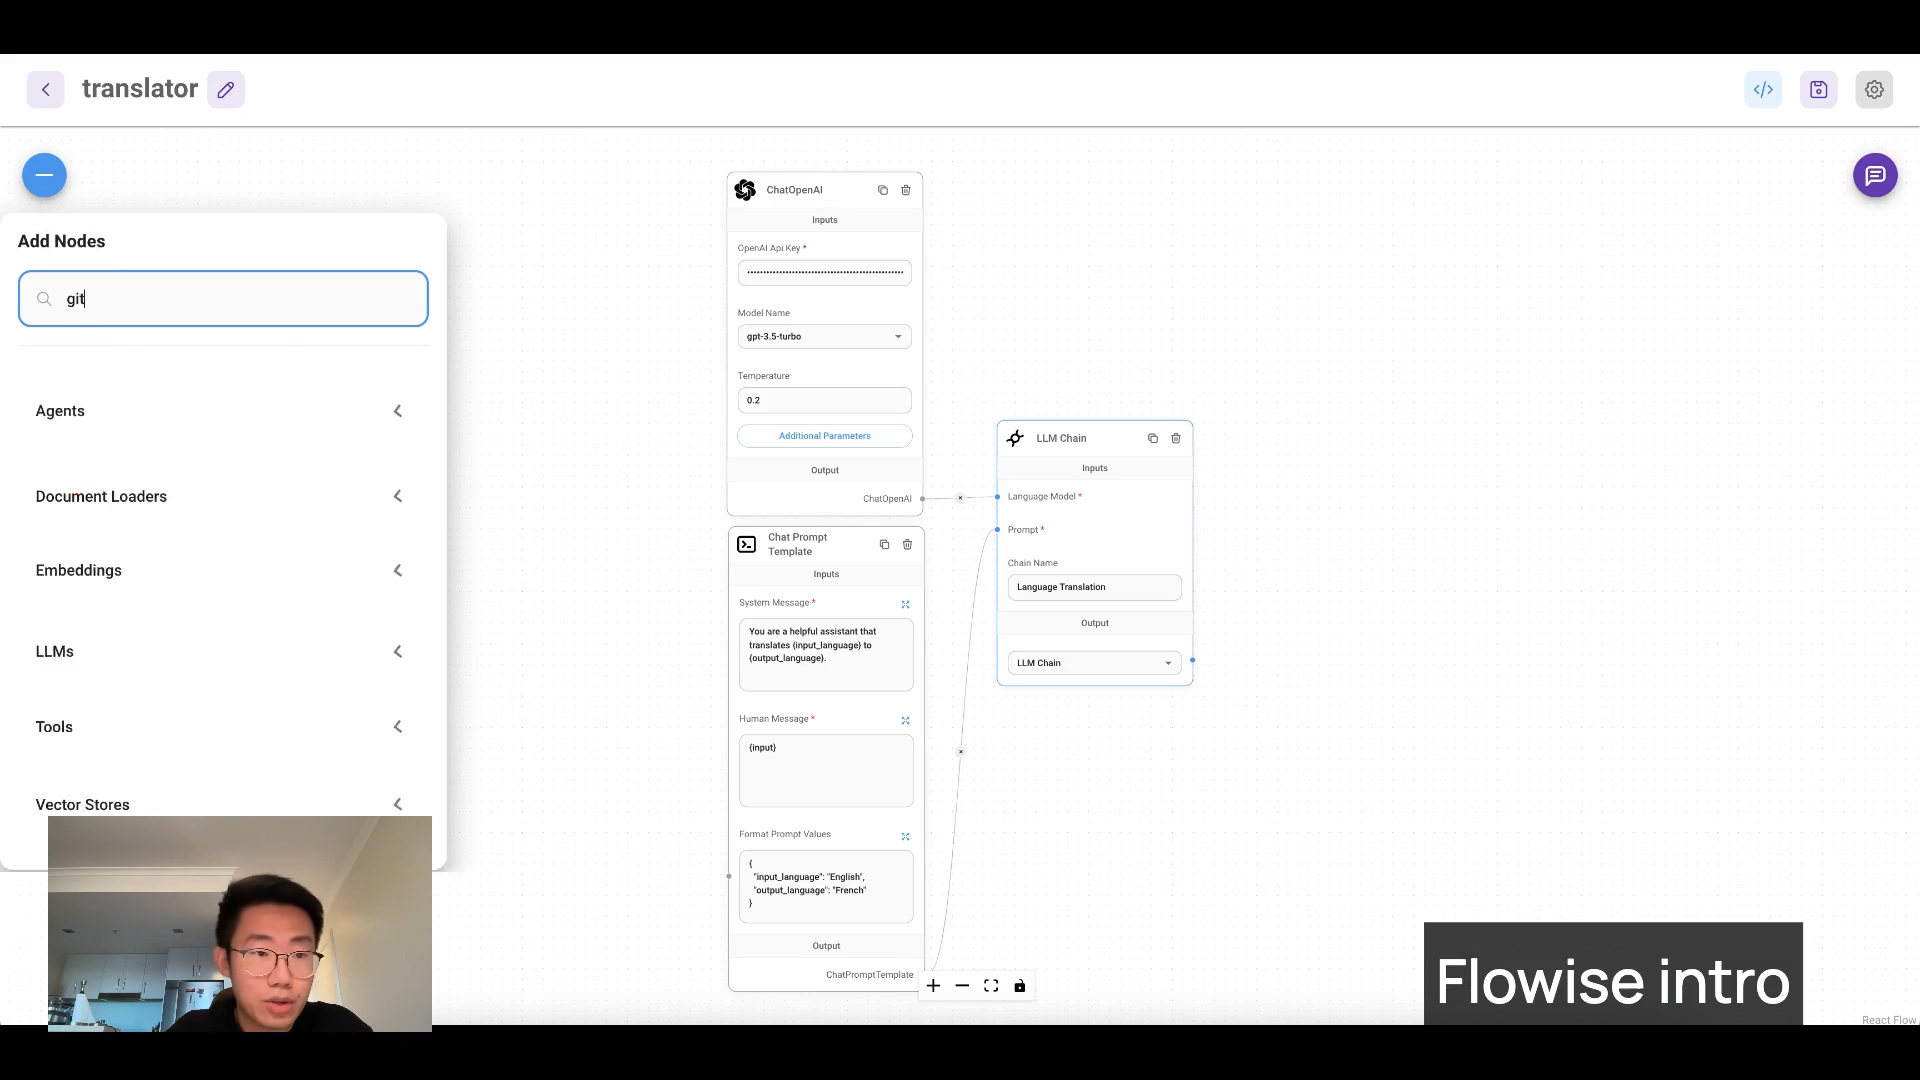 translator
Add Nodes
git
Agents
Document Loaders
Embeddings
LLMs
Tools
Vector Stores
ChatOpenAI
Inputs
OpenAI Api Key *
Model Name
gpt-3.5-turbo
Temperature
0.2
Additional Parameters
Output
ChatOpenAI
Chat Prompt
Template
Inputs
System Message *
You are a helpful assistant that
translates {input_language} to
{output_language}.
Human Message *
{input}
Format Prompt Values
{
"input_language": "English",
"output_language": "French"
}
Output
ChatPromptTemplate
LLM Chain
Inputs
Language Model *
Prompt *
Chain Name
Language Translation
Output
LLM Chain
Flowise intro
React Flow